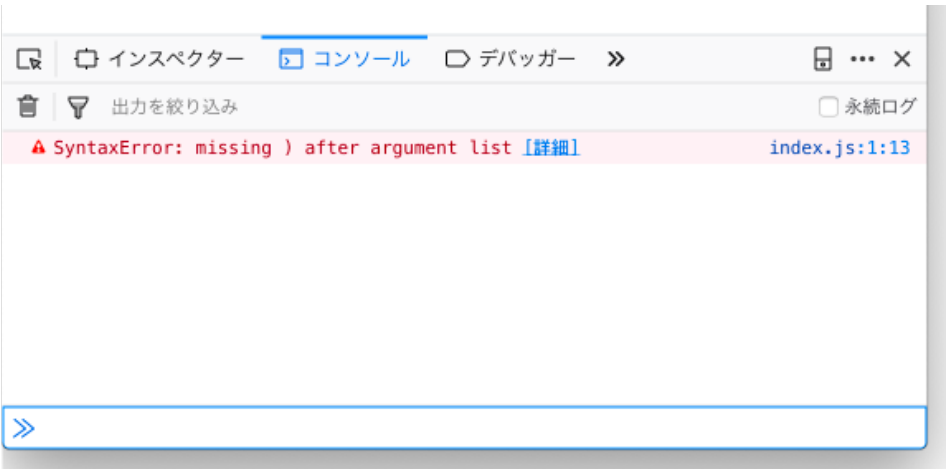 インスペクター コンソール デバッガー
出力を絞り込み 永続ログ
SyntaxError: missing ) after argument list [詳細] index.js:1:13